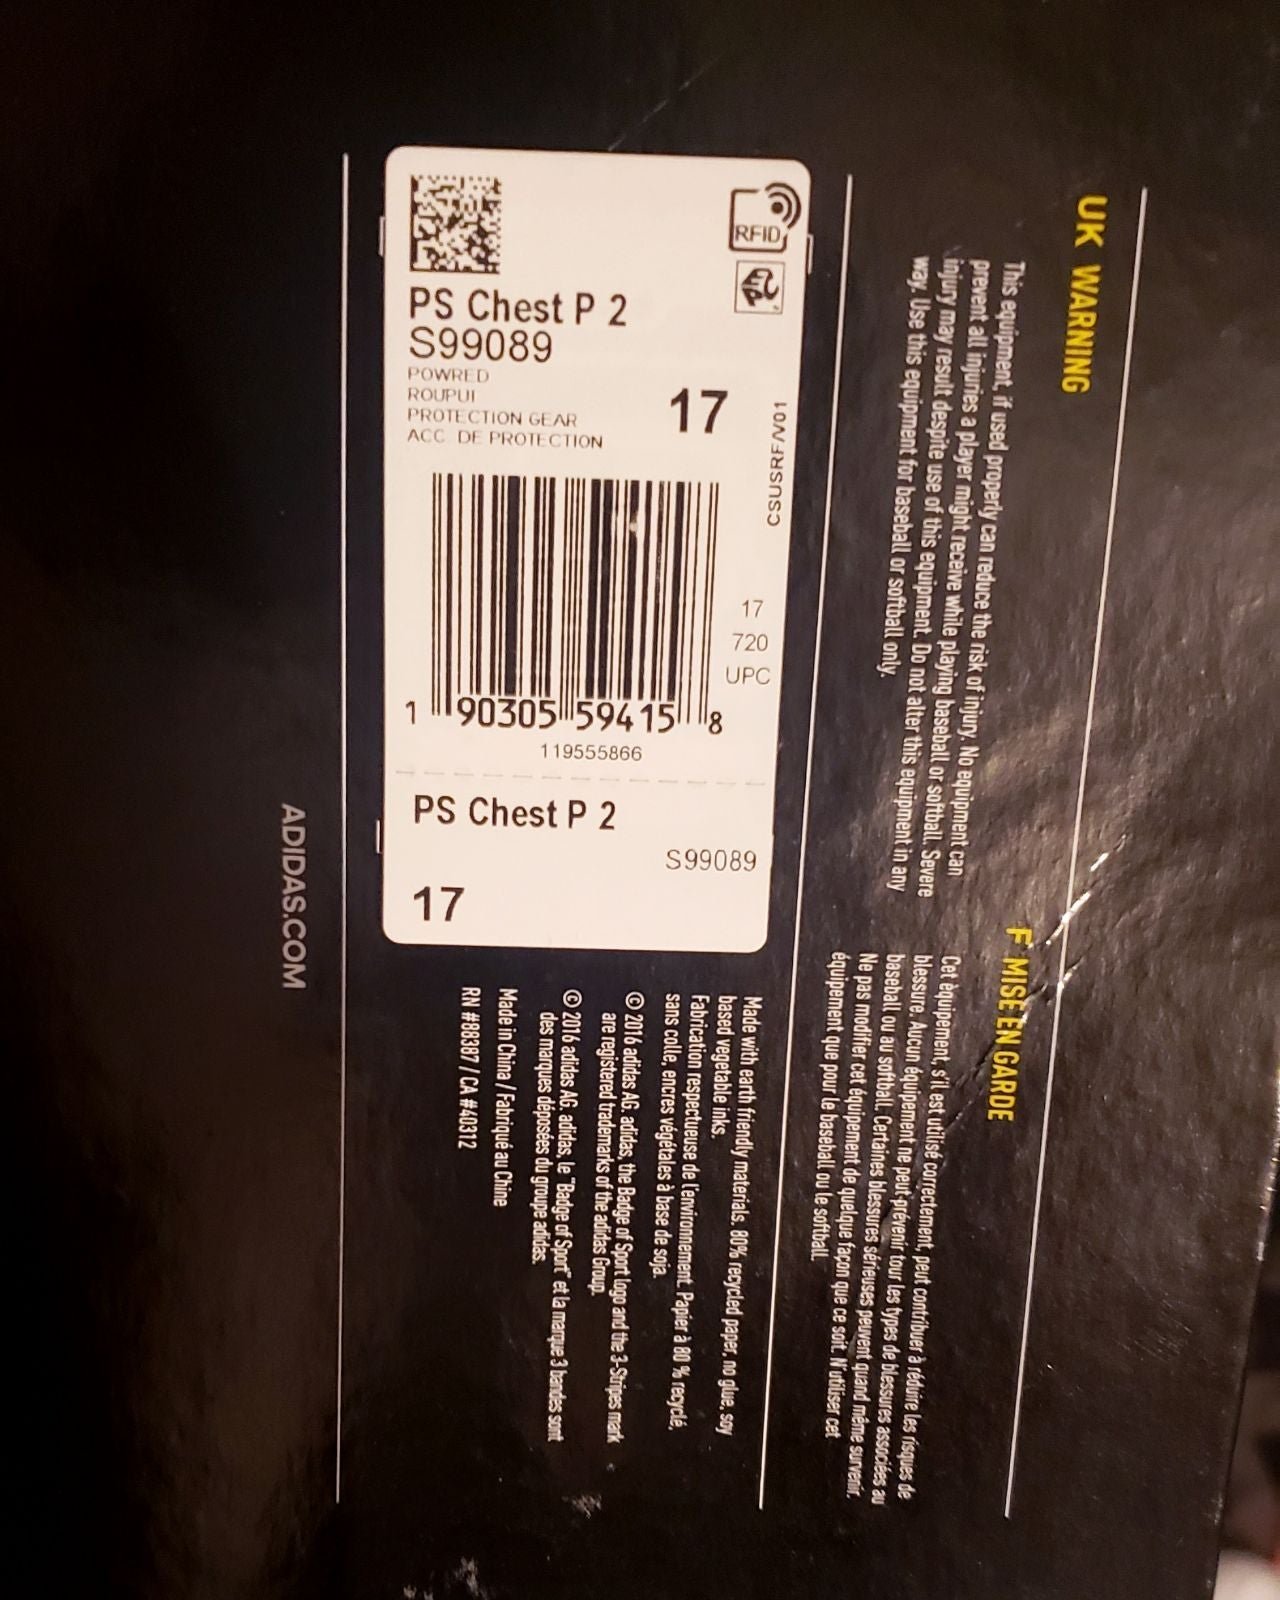 UK WARNING
This equipment, if used properly can reduce the risk of injury. No equipment can
prevent all injuries a player might receive while playing baseball or softball. Severe
injury may result despite use of this equipment. Do not alter this equipment in any
way. Use this equipment for baseball or softball only.
F MISE EN GARDE
Cet équipement, s'il est utilisé correctement, peut contribuer à réduire les risques de
blessure. Aucun équipement ne peut prévenir tour les types de blessures associées au
baseball ou au softball. Certaines blessures sérieuses peuvent quand même survenir.
Ne pas modifier cet équipement de quelque façon que ce soit. N'utiliser cet
équipement que pour le baseball ou le softball.
RFID
PS Chest P 2
S99089
POWRED
ROUPUI
PROTECTION GEAR
ACC. DE PROTECTION
17
CSUSRF/V01
17
720
UPC
1 90305 59415 8
119555866
PS Chest P 2
S99089
17
Made with earth friendly materials. 80% recycled paper, no glue, soy
based vegetable inks.
Fabrication respectueuse de l'environnement. Papier à 80 % recyclé,
sans colle, encres végétales à base de soja.
© 2016 adidas AG. adidas, the Badge of Sport logo and the 3-Stripes mark
are registered trademarks of the adidas Group.
© 2016 adidas AG. adidas, le "Badge of Sport" et la marque 3 bandes sont
des marques déposées du groupe adidas.
Made in China / Fabriqué au Chine
RN #88387 / CA #40312
ADIDAS.COM